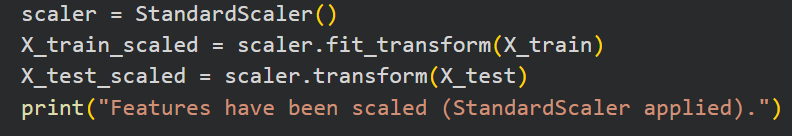 scaler = StandardScaler()
X_train_scaled = scaler.fit_transform(X_train)
X_test_scaled = scaler.transform(X_test)
print("Features have been scaled (StandardScaler applied).")